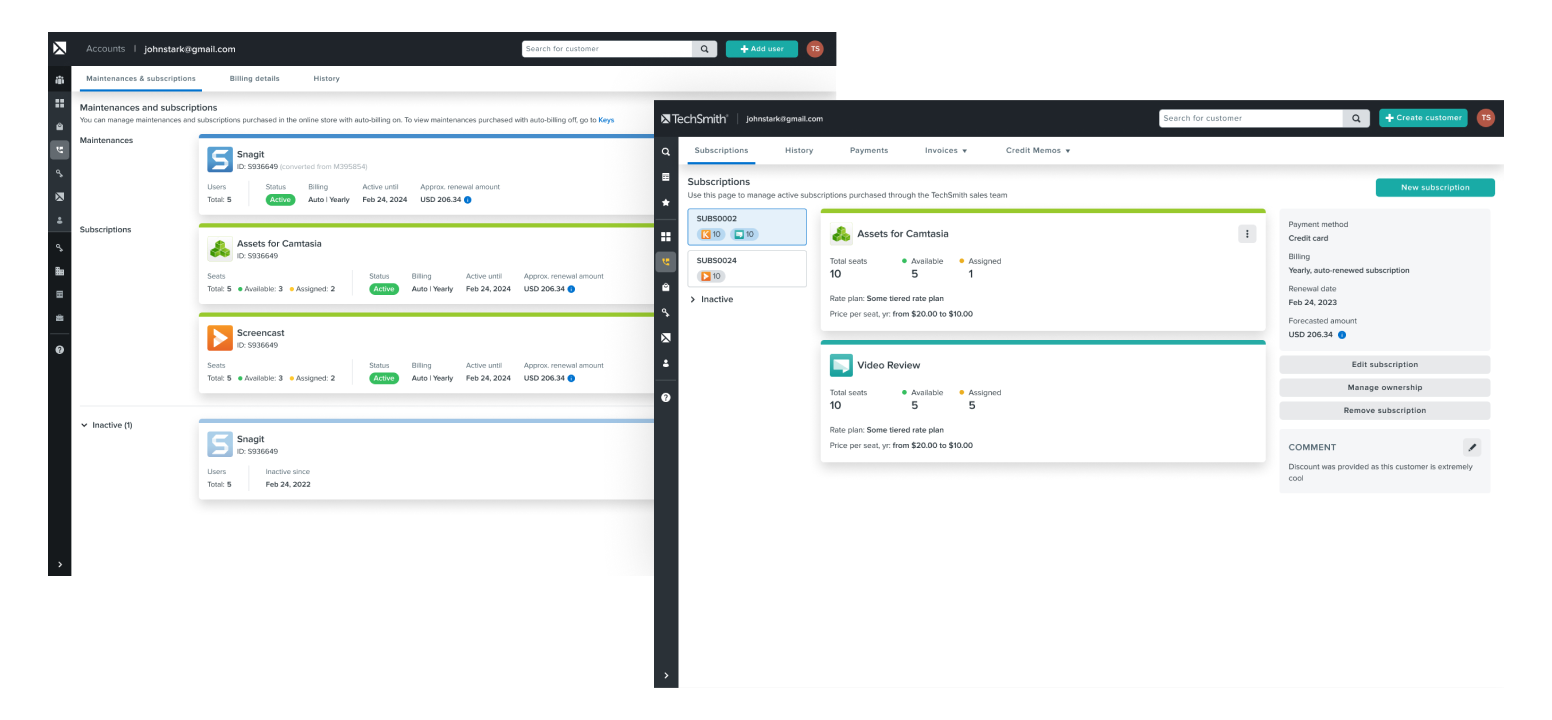 Accounts | johnstark@gmail.com
Search for customer
+ Add user
TS
Maintenances & subscriptions
Billing details
History
Maintenances and subscriptions
You can manage maintenances and subscriptions purchased in the online store with auto-billing on. To view maintenances purchased with auto-billing off, go to Keys
Maintenances
Snagit
ID: S936649 (converted from M395854)
Users Status Billing Active until Approx. renewal amount
Total: 5 Active Auto | Yearly Feb 24, 2024 USD 206.34
Subscriptions
Assets for Camtasia
ID: S936649
Seats Status Billing Active until Approx. renewal amount
Total: 5 Available: 3 Assigned: 2 Active Auto | Yearly Feb 24, 2024 USD 206.34
Screencast
ID: S936649
Seats Status Billing Active until Approx. renewal amount
Total: 5 Available: 3 Assigned: 2 Active Auto | Yearly Feb 24, 2024 USD 206.34
Inactive (1)
Snagit
ID: S936649
Users Inactive since
Total: 5 Feb 24, 2022
TechSmith | johnstark@gmail.com
Search for customer
+ Create customer
TS
Subscriptions
History
Payments
Invoices
Credit Memos
Subscriptions
Use this page to manage active subscriptions purchased through the TechSmith sales team
New subscription
SUBS0002
10 10
SUBS0024
10
Inactive
Assets for Camtasia
Total seats Available Assigned
10 5 1
Rate plan: Some tiered rate plan
Price per seat, yr: from $20.00 to $10.00
Video Review
Total seats Available Assigned
10 5 5
Rate plan: Some tiered rate plan
Price per seat, yr: from $20.00 to $10.00
Payment method
Credit card
Billing
Yearly, auto-renewed subscription
Renewal date
Feb 24, 2023
Forecasted amount
USD 206.34
Edit subscription
Manage ownership
Remove subscription
COMMENT
Discount was provided as this customer is extremely
cool